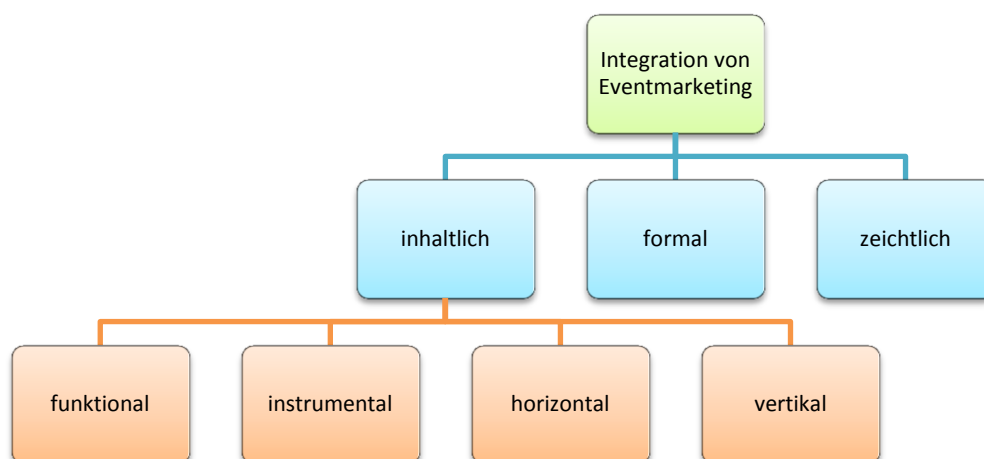 Integration von
Eventmarketing
inhaltlich
formal
zeichtlich
funktional
instrumental
horizontal
vertikal